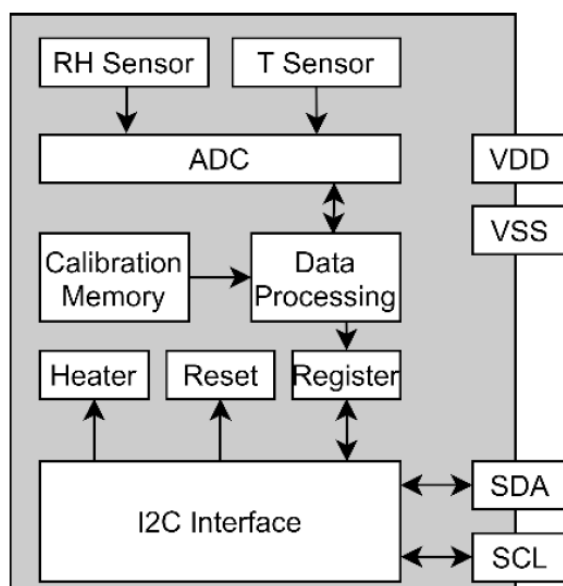 RH Sensor
T Sensor
ADC
VDD
VSS
Calibration
Memory
Data
Processing
Heater
Reset
Register
I2C Interface
SDA
SCL